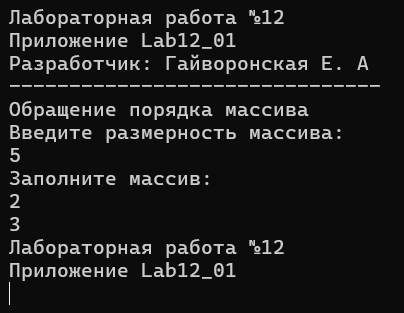 Лабораторная работа №12
Приложение Lab12_01
Разработчик: Гайворонская Е. А
-------------------------------
Обращение порядка массива
Введите размерность массива:
5
Заполните массив:
2
3
Лабораторная работа №12
Приложение Lab12_01